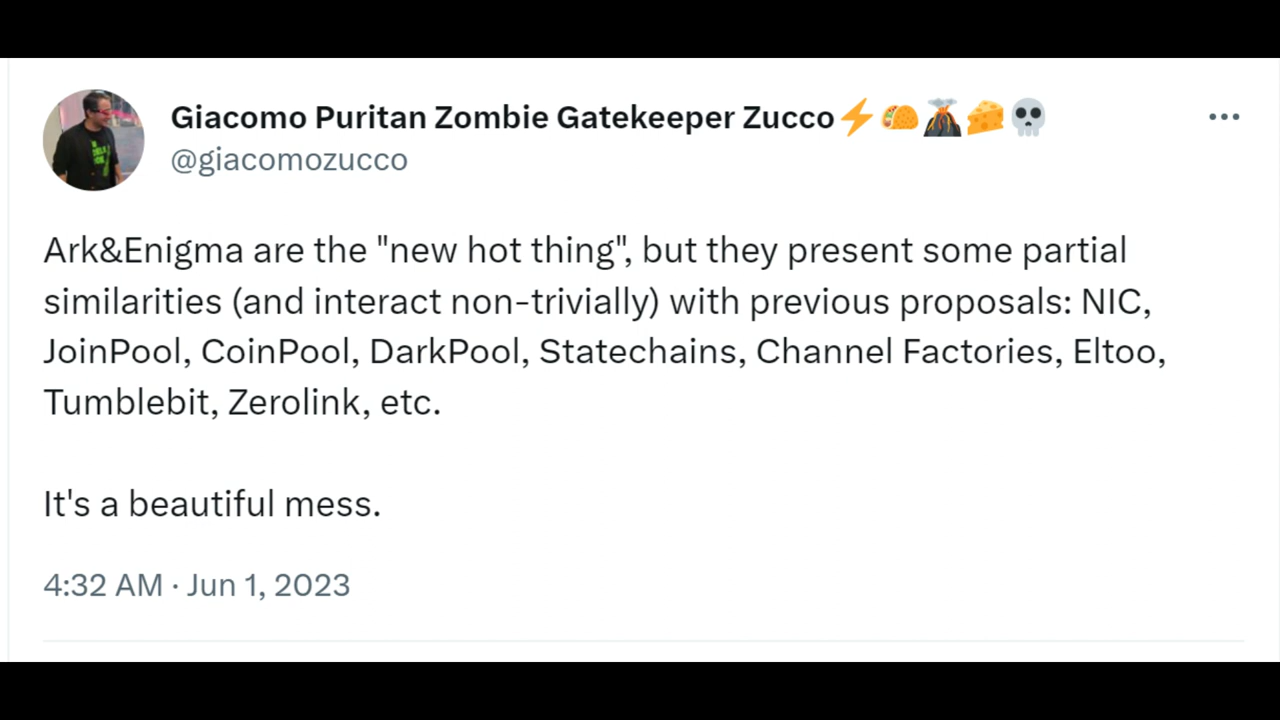 Giacomo Puritan Zombie Gatekeeper Zucco⚡🌮🌋🧀💀
@giacomozucco
Ark&Enigma are the "new hot thing", but they present some partial
similarities (and interact non-trivially) with previous proposals: NIC,
JoinPool, CoinPool, DarkPool, Statechains, Channel Factories, Eltoo,
Tumblebit, Zerolink, etc.
It's a beautiful mess.
4:32 AM · Jun 1, 2023